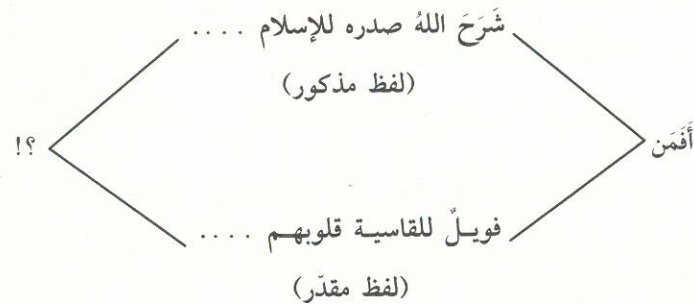 شَرَحَ اللهُ صدره للإسلام . . . .
(لفظ مذكور)
أَفَمَن
؟!
فويلٌ للقاسية قلوبهم . . . .
(لفظ مقدّر)